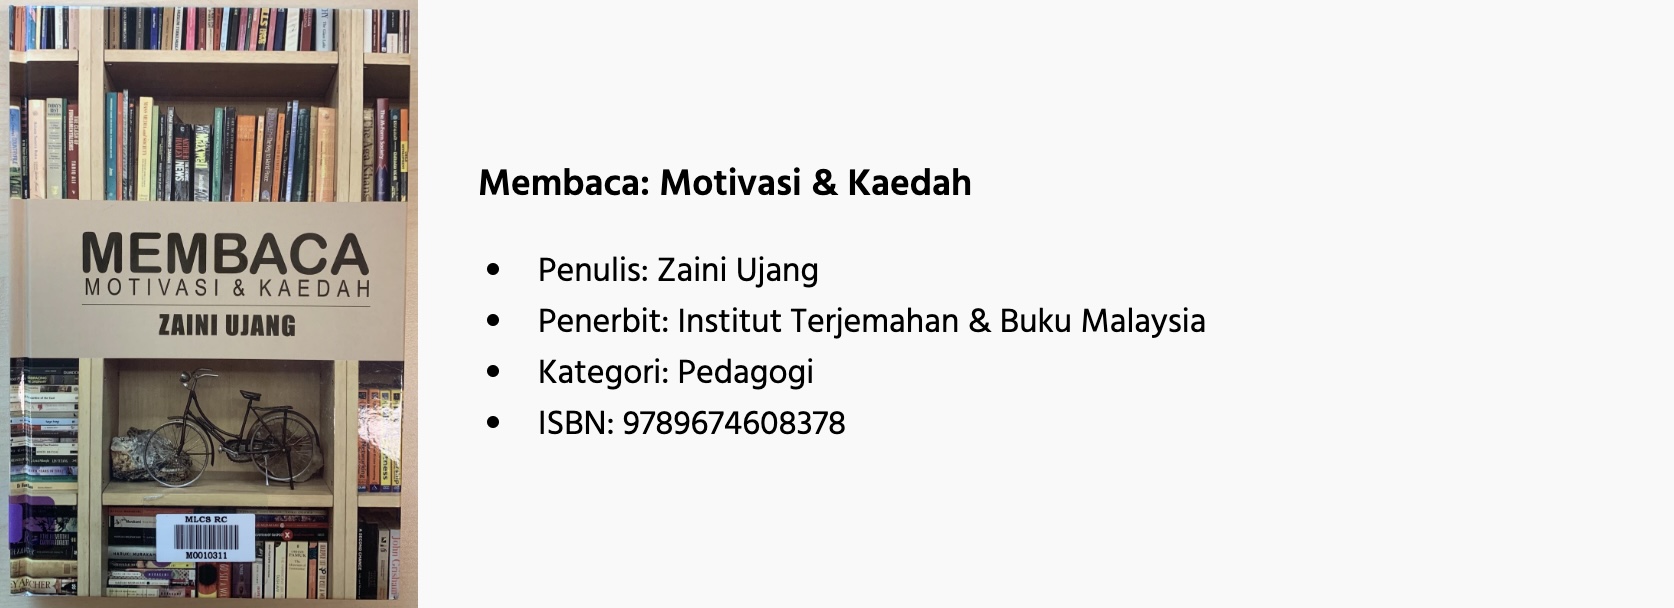 MEMBACA
MOTIVASI & KAEDAH
ZAINI UJANG
MLCS RC
M0010311
Membaca: Motivasi & Kaedah
Penulis: Zaini Ujang
Penerbit: Institut Terjemahan & Buku Malaysia
Kategori: Pedagogi
ISBN: 9789674608378